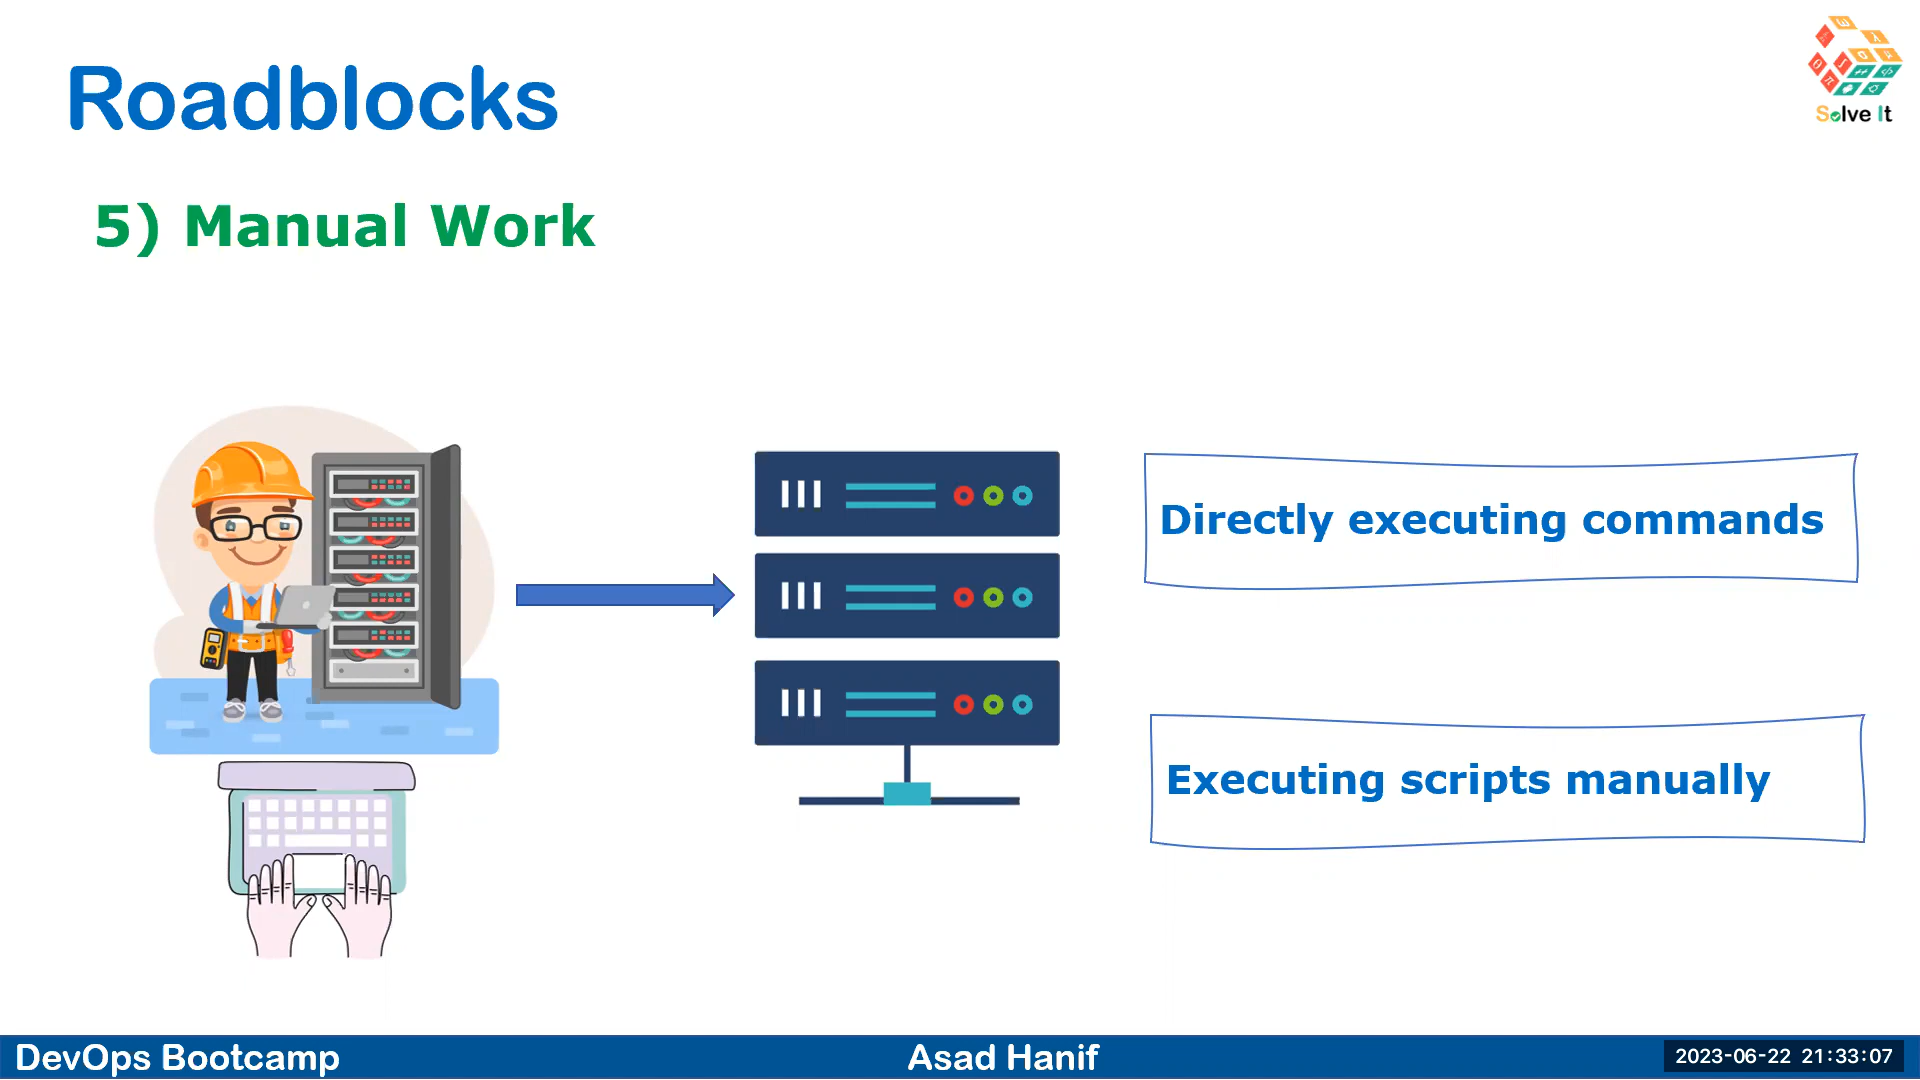 Roadblocks
Solve It
5) Manual Work
Directly executing commands
Executing scripts manually
DevOps Bootcamp
Asad Hanif
2023-06-22 21:33:07